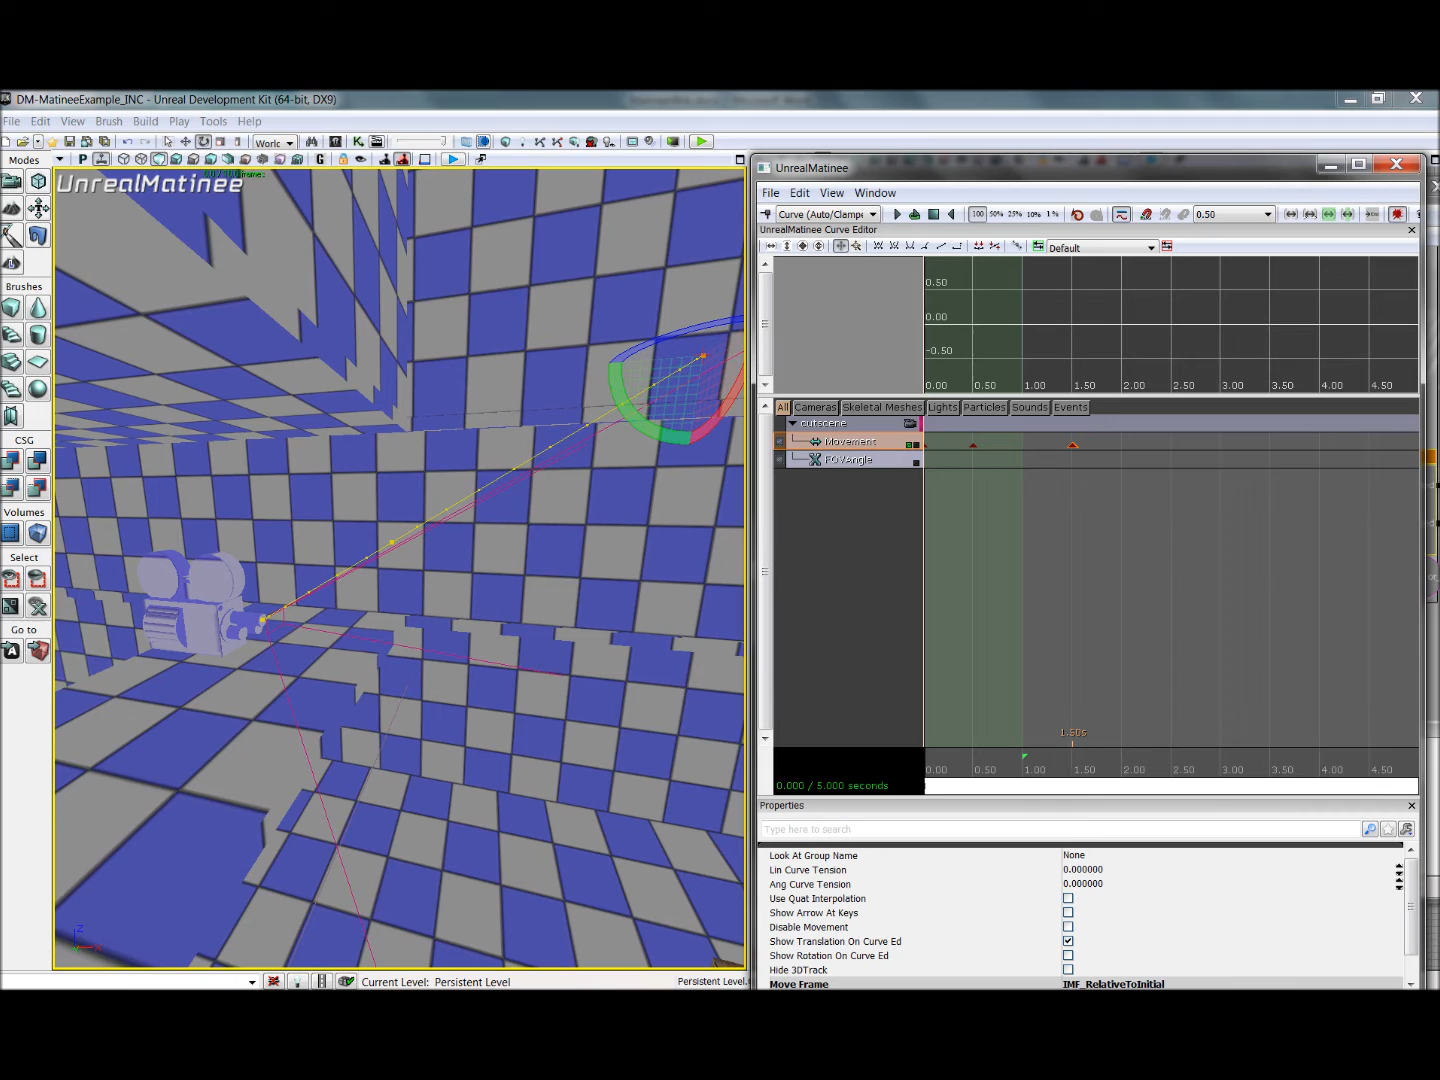 DM-MatineeExample_INC - Unreal Development Kit (64-bit, DX9)
File Edit View Brush Build Play Tools Help
World
Modes
P
G
UnrealMatinee
Brushes
CSG
Volumes
Select
Go to
Z
X
Current Level: Persistent Level
Persistent Level.
UnrealMatinee
File Edit View Window
Curve (Auto/Clampe
100 50% 25% 10% 1 %
0.50
UnrealMatinee Curve Editor
Default
0.50
0.00
-0.50
0.00 0.50 1.00 1.50 2.00 2.50 3.00 3.50 4.00 4.50
All Cameras Skeletal Meshes Lights Particles Sounds Events
cutscene
Movement
FOVAngle
1.50s
0.00 0.50 1.00 1.50 2.00 2.50 3.00 3.50 4.00 4.50
0.000 / 5.000 seconds
Properties
Type here to search
Look At Group Name None
Lin Curve Tension 0.000000
Ang Curve Tension 0.000000
Use Quat Interpolation
Show Arrow At Keys
Disable Movement
Show Translation On Curve Ed
Show Rotation On Curve Ed
Hide 3DTrack
Move Frame IMF_RelativeToInitial